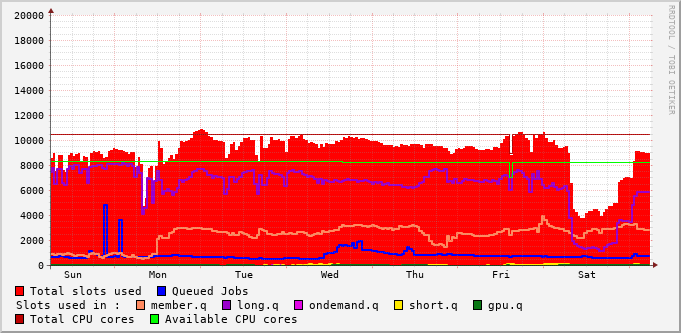 RRDTOOL / TOBI OETIKER
20000
18000
16000
14000
12000
10000
8000
6000
4000
2000
0
Sun Mon Tue Wed Thu Fri Sat
Total slots used Queued Jobs
Slots used in : member.q long.q ondemand.q short.q gpu.q
Total CPU cores Available CPU cores